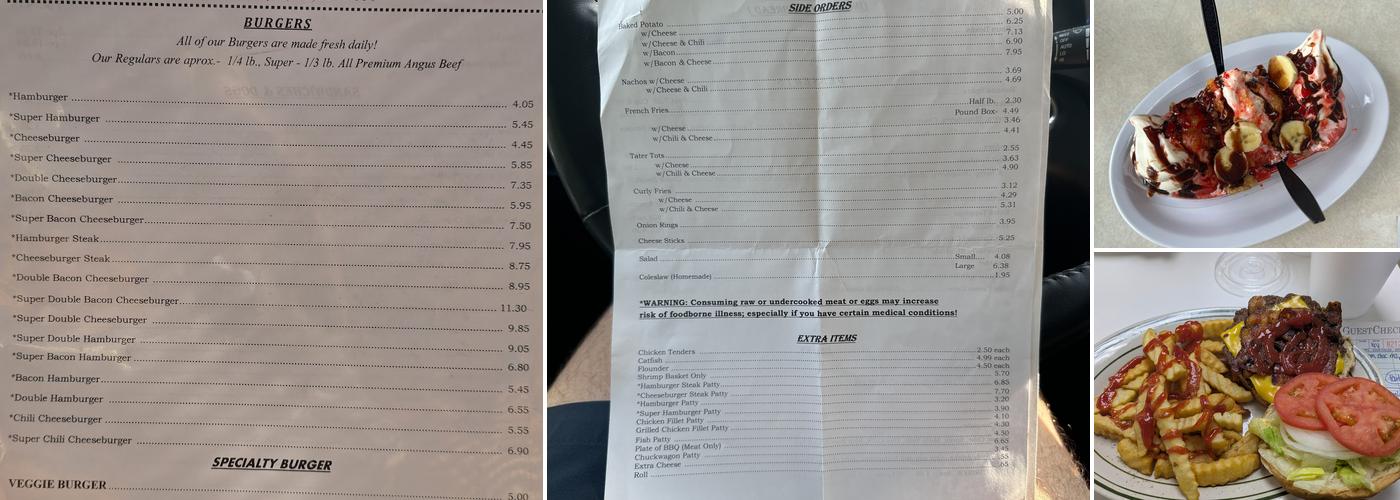 BURGERS
All of our Burgers are made fresh daily!
Our Regulars are aprox.- 1/4 lb., Super - 1/3 lb. All Premium Angus Beef
*Hamburger 4.05
*Super Hamburger 5.45
*Cheeseburger 4.45
*Super Cheeseburger 5.85
*Double Cheeseburger 7.35
*Bacon Cheeseburger 5.95
*Super Bacon Cheeseburger 7.50
*Hamburger Steak 7.95
*Cheeseburger Steak 8.75
*Double Bacon Cheeseburger 8.95
*Super Double Bacon Cheeseburger 11.30
*Super Double Cheeseburger 9.85
*Super Double Hamburger 9.05
*Super Bacon Hamburger 6.80
*Bacon Hamburger 5.45
*Double Hamburger 6.55
*Chili Cheeseburger 5.55
*Super Chili Cheeseburger 6.90
SPECIALTY BURGER
VEGGIE BURGER 5.00
SIDE ORDERS
Baked Potato 5.00
w/Cheese 6.25
w/Cheese & Chili 7.13
w/Bacon 6.90
w/Bacon & Cheese 7.95
Nachos w/Cheese 3.69
w/Cheese & Chili 4.69
French Fries Half lb. 2.30
Pound Box- 4.49
w/Cheese 3.46
w/Chili & Cheese 4.41
Tater Tots 2.55
w/Cheese 3.63
w/Chili & Cheese 4.90
Curly Fries 3.12
w/Cheese 4.29
w/Chili & Cheese 5.31
Onion Rings 3.95
Cheese Sticks 5.25
Salad Small 4.08
Large 6.38
Coleslaw (Homemade) 1.95
*WARNING: Consuming raw or undercooked meat or eggs may increase
risk of foodborne illness; especially if you have certain medical conditions!
EXTRA ITEMS
Chicken Tenders 2.50 each
Catfish 4.99 each
Flounder 4.50 each
Shrimp Basket Only 5.70
*Hamburger Steak Patty 6.85
*Cheeseburger Steak Patty 7.70
*Hamburger Patty 3.20
*Super Hamburger Patty 3.90
Chicken Fillet Patty 4.10
Grilled Chicken Fillet Patty 4.30
Fish Patty 4.50
Plate of BBQ (Meat Only) 6.65
Chuckwagon Patty 3.45
Extra Cheese .55
Roll .65
GUESTCHECK